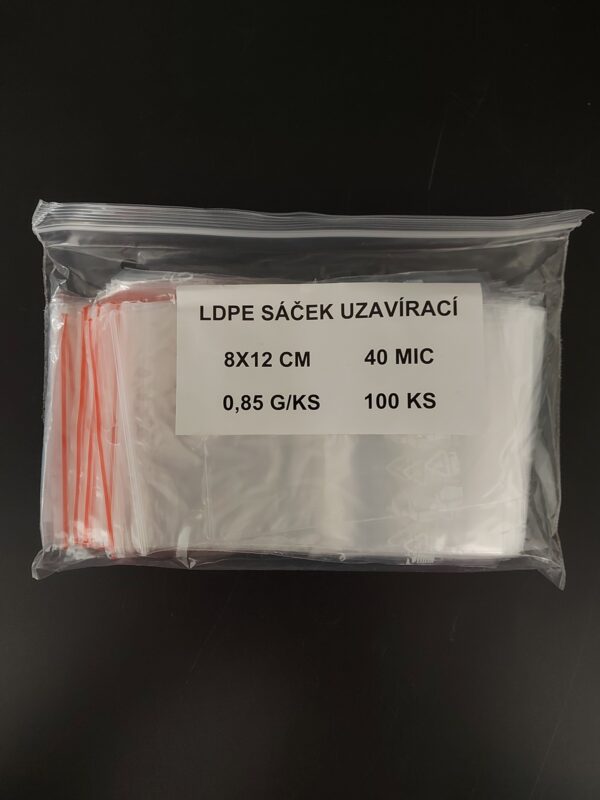 LDPE SÁČEK UZAVÍRACÍ
8X12 CM 40 MIC
0,85 G/KS 100 KS